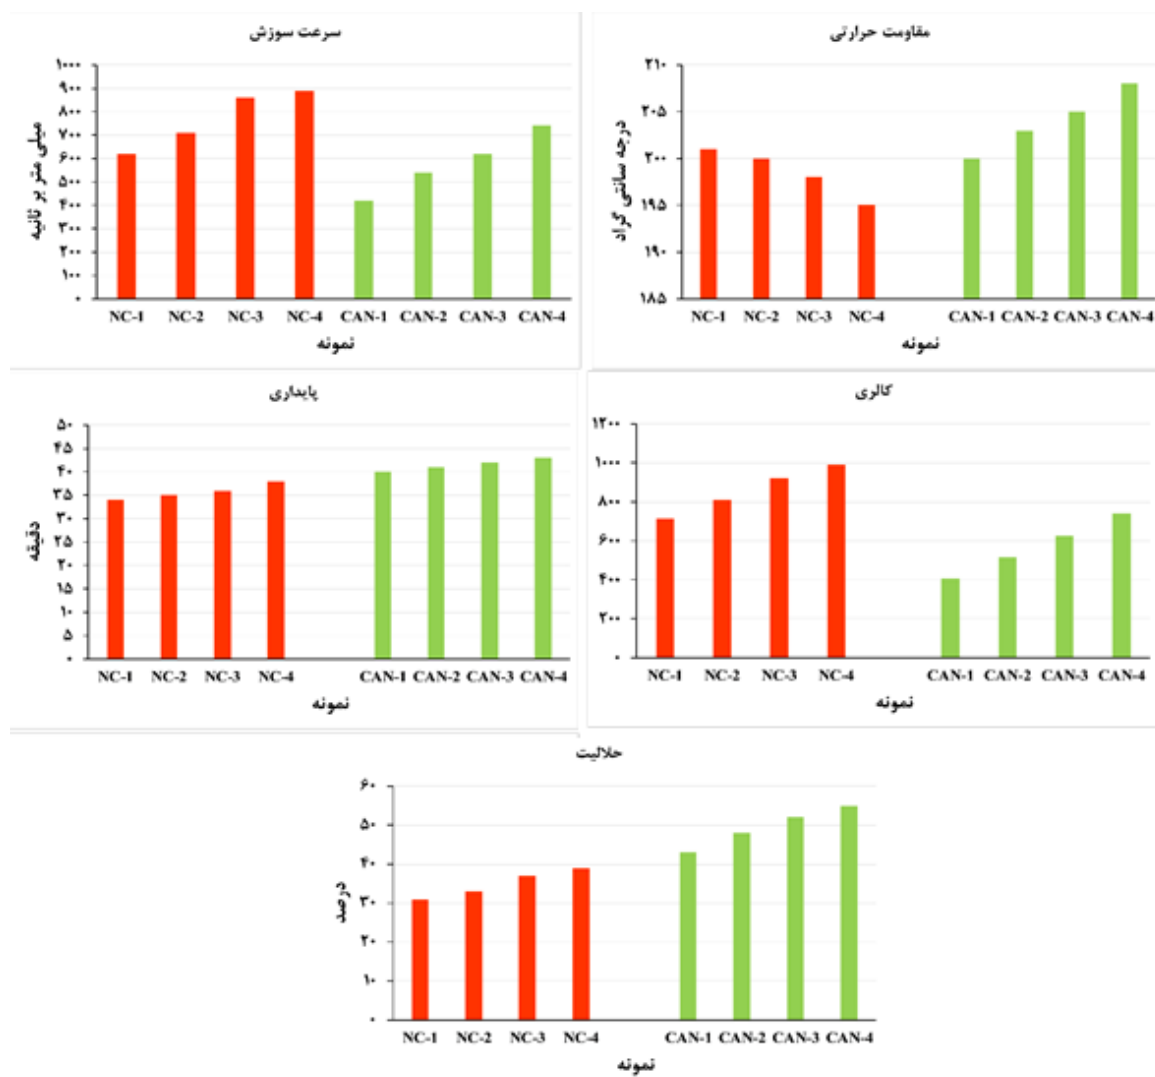 سرعت سوزش
میلی متر بر ثانیه
۱۰۰۰
۹۰۰
۸۰۰
۷۰۰
۶۰۰
۵۰۰
۴۰۰
۳۰۰
۲۰۰
۱۰۰
۰
NC-1 NC-2 NC-3 NC-4 CAN-1 CAN-2 CAN-3 CAN-4
نمونه
مقاومت حرارتی
درجه سانتی گراد
۲۱۰
۲۰۵
۲۰۰
۱۹۵
۱۹۰
۱۸۵
NC-1 NC-2 NC-3 NC-4 CAN-1 CAN-2 CAN-3 CAN-4
نمونه
پایداری
دقیقه
۵۰
۴۵
۴۰
۳۵
۳۰
۲۵
۲۰
۱۵
۱۰
۵
۰
NC-1 NC-2 NC-3 NC-4 CAN-1 CAN-2 CAN-3 CAN-4
نمونه
کالری
۱۲۰۰
۱۰۰۰
۸۰۰
۶۰۰
۴۰۰
۲۰۰
۰
NC-1 NC-2 NC-3 NC-4 CAN-1 CAN-2 CAN-3 CAN-4
نمونه
حلالیت
درصد
۶۰
۵۰
۴۰
۳۰
۲۰
۱۰
۰
NC-1 NC-2 NC-3 NC-4 CAN-1 CAN-2 CAN-3 CAN-4
نمونه